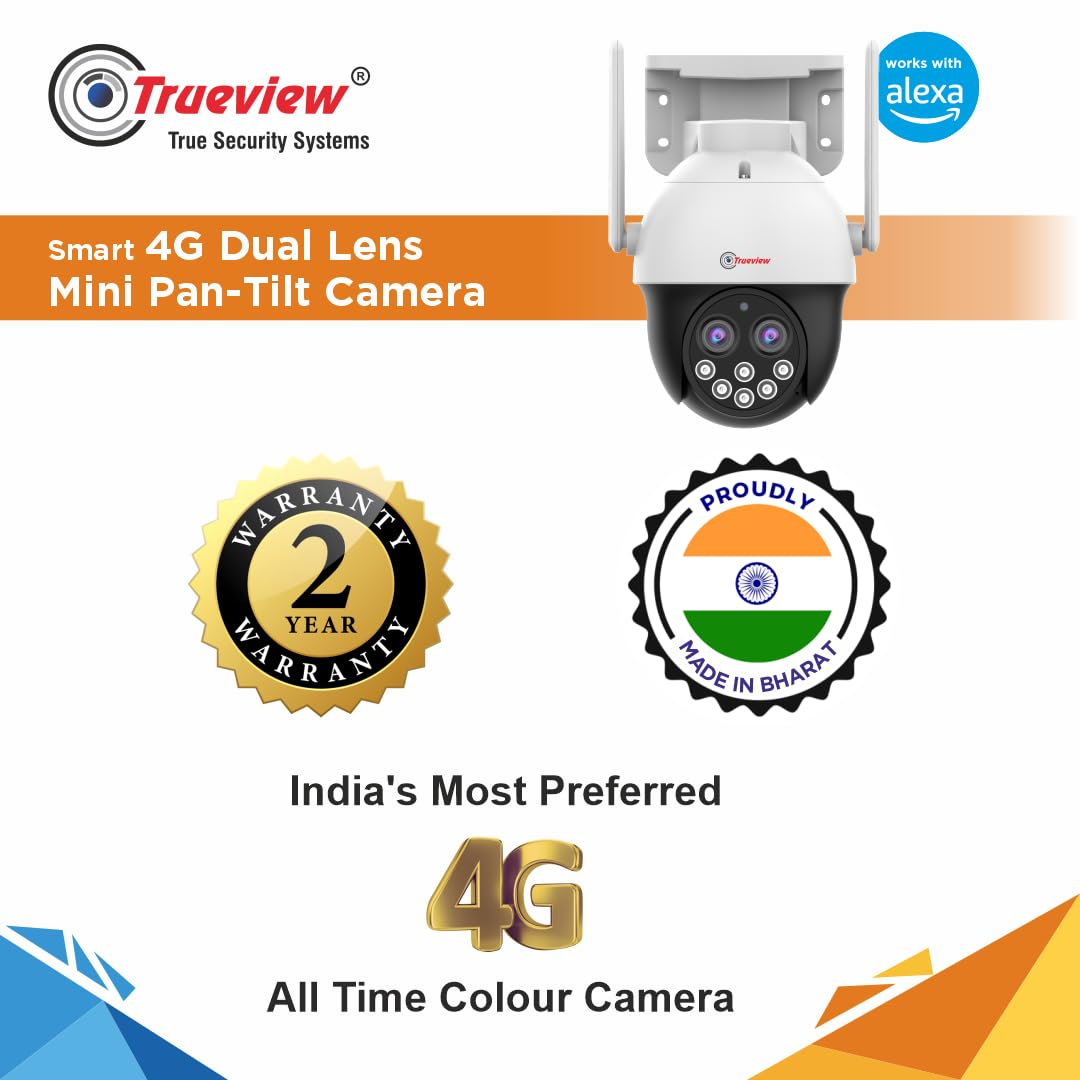 Trueview®
True Security Systems
works with
alexa
Smart 4G Dual Lens
Mini Pan-Tilt Camera
Trueview
WARRANTY
2
YEAR
WARRANTY
PROUDLY
MADE IN BHARAT
India's Most Preferred
4G
All Time Colour Camera